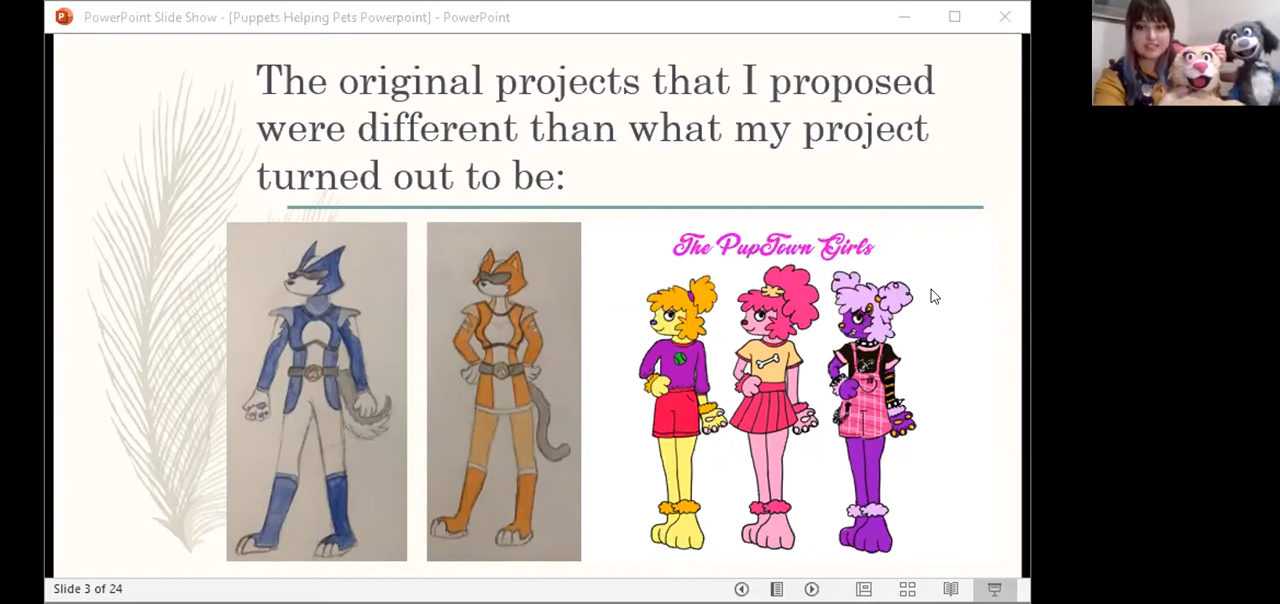 PowerPoint Slide Show - [Puppets Helping Pets Powerpoint] - PowerPoint
The original projects that I proposed
were different than what my project
turned out to be:
The PupTown Girls
Slide 3 of 24